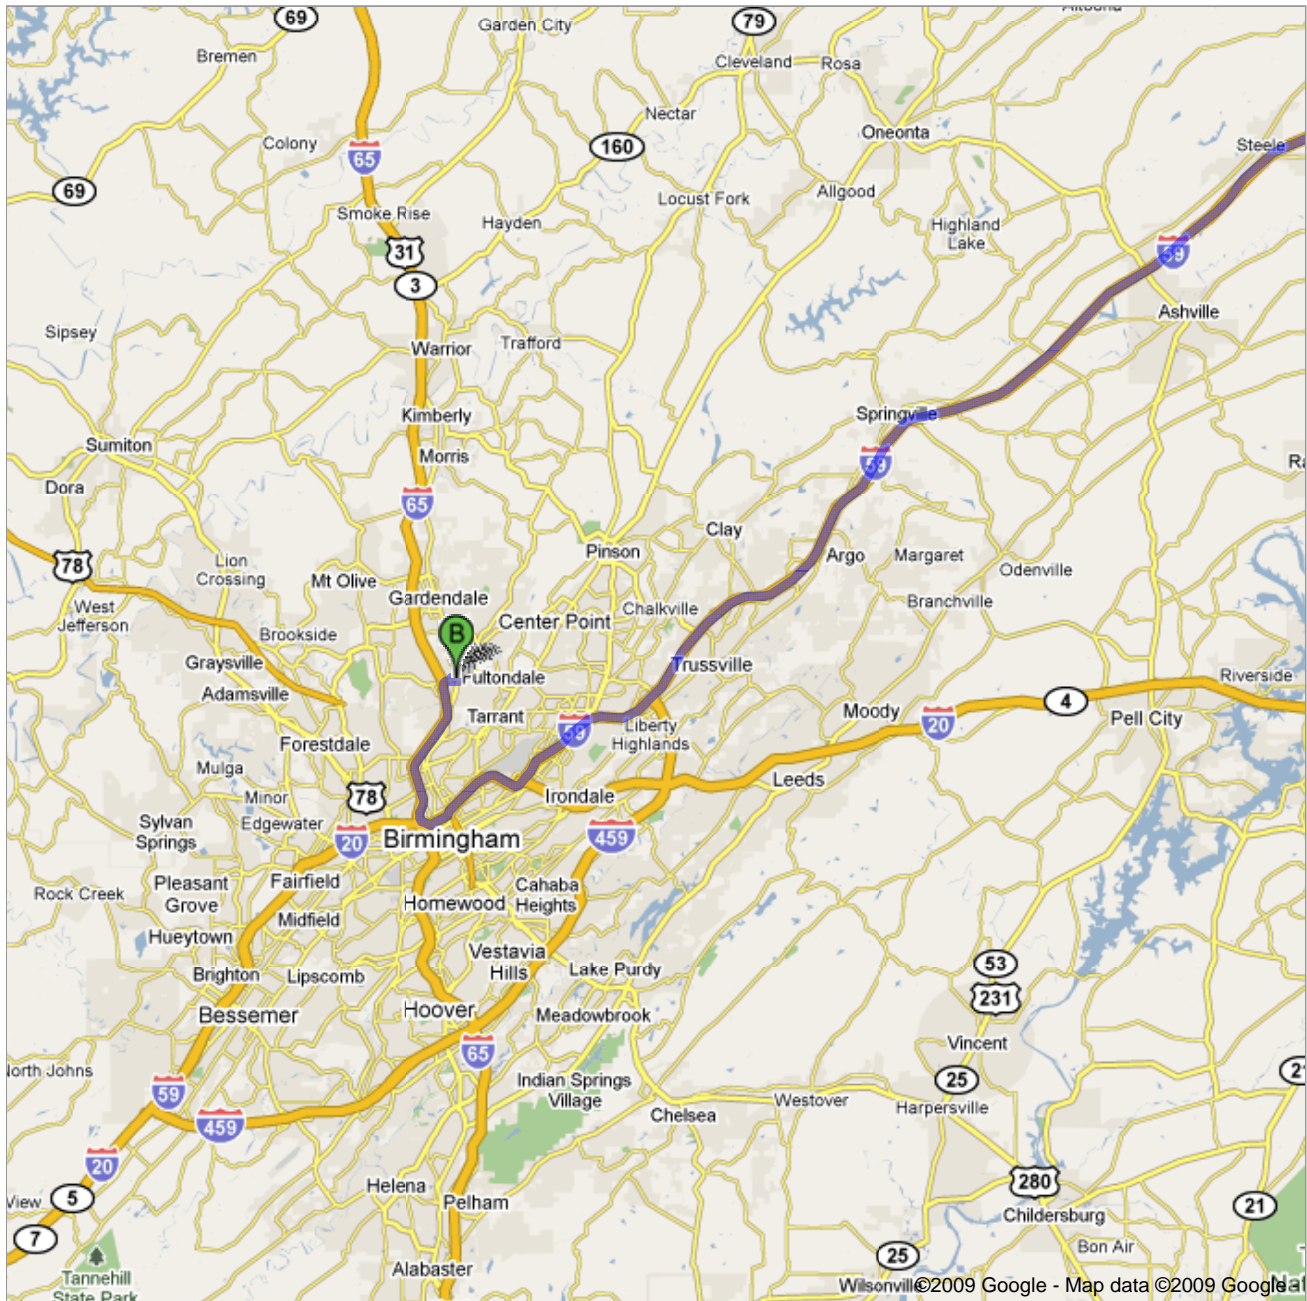 69
Garden City
79
Altoona
Bremen
Cleveland
Rosa
Nectar
Colony
65
160
Oneonta
Steele
69
Smoke Rise
Hayden
Locust Fork
Allgood
Highland
Lake
31
59
3
Ashville
Sipsey
Warrior
Trafford
Kimberly
Springville
Sumiton
Morris
59
Dora
65
Clay
Pinson
Argo
Margaret
Odenville
78
Lion
Crossing
Mt Olive
Gardendale
Branchville
West
Jefferson
Chalkville
Center Point
Brookside
B
Graysville
Trussville
Fultondale
Riverside
Adamsville
4
Moody
Pell City
Tarrant
20
59
Liberty
Highlands
Forestdale
Mulga
Leeds
Minor
78
Irondale
Sylvan
Springs
Edgewater
20
Birmingham
459
Pleasant
Grove
Fairfield
Cahaba
Heights
Rock Creek
Homewood
Midfield
Hueytown
Vestavia
Hills
Brighton
Lipscomb
Lake Purdy
53
231
Bessemer
Hoover
Meadowbrook
Vincent
65
North Johns
59
Indian Springs
Village
25
Westover
Harpersville
Chelsea
459
20
280
View
5
Helena
Pelham
21
Childersburg
7
Bon Air
25
Alabaster
Tannehill
State Park
Wilsonville
©2009 Google - Map data ©2009 Google -